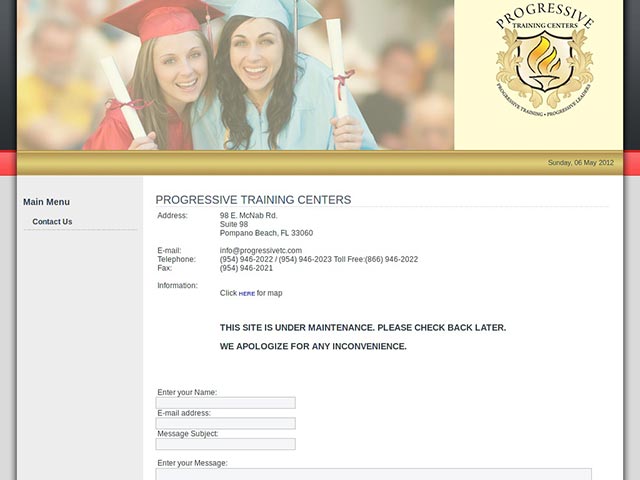 PROGRESSIVE
TRAINING CENTERS
PROGRESSIVE TRAINING • PROGRESSIVE LEADERS
Sunday, 06 May 2012
Main Menu
Contact Us
PROGRESSIVE TRAINING CENTERS
Address: 98 E. McNab Rd.
Suite 98
Pompano Beach, FL 33060
E-mail: info@progressivetc.com
Telephone: (954) 946-2022 / (954) 946-2023 Toll Free:(866) 946-2022
Fax: (954) 946-2021
Information:
Click HERE for map
THIS SITE IS UNDER MAINTENANCE. PLEASE CHECK BACK LATER.
WE APOLOGIZE FOR ANY INCONVENIENCE.
Enter your Name:
E-mail address:
Message Subject:
Enter your Message: